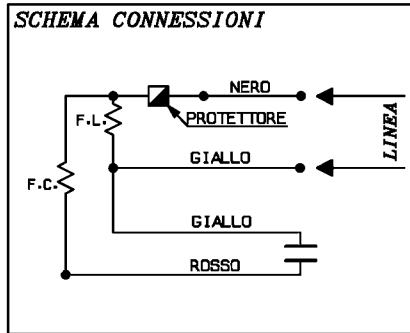 SCHEMA CONNESSIONI
NERO
F.L.
PROTETTORE
LINEA
GIALLO
F.C.
GIALLO
ROSSO